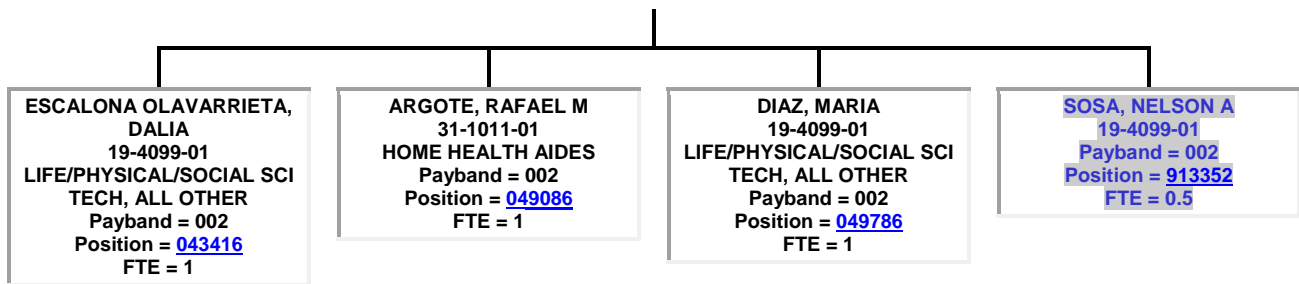 ESCALONA OLAVARRIETA,
DALIA
19-4099-01
LIFE/PHYSICAL/SOCIAL SCI
TECH, ALL OTHER
Payband = 002
Position = 043416
FTE = 1
ARGOTE, RAFAEL M
31-1011-01
HOME HEALTH AIDES
Payband = 002
Position = 049086
FTE = 1
DIAZ, MARIA
19-4099-01
LIFE/PHYSICAL/SOCIAL SCI
TECH, ALL OTHER
Payband = 002
Position = 049786
FTE = 1
SOSA, NELSON A
19-4099-01
Payband = 002
Position = 913352
FTE = 0.5